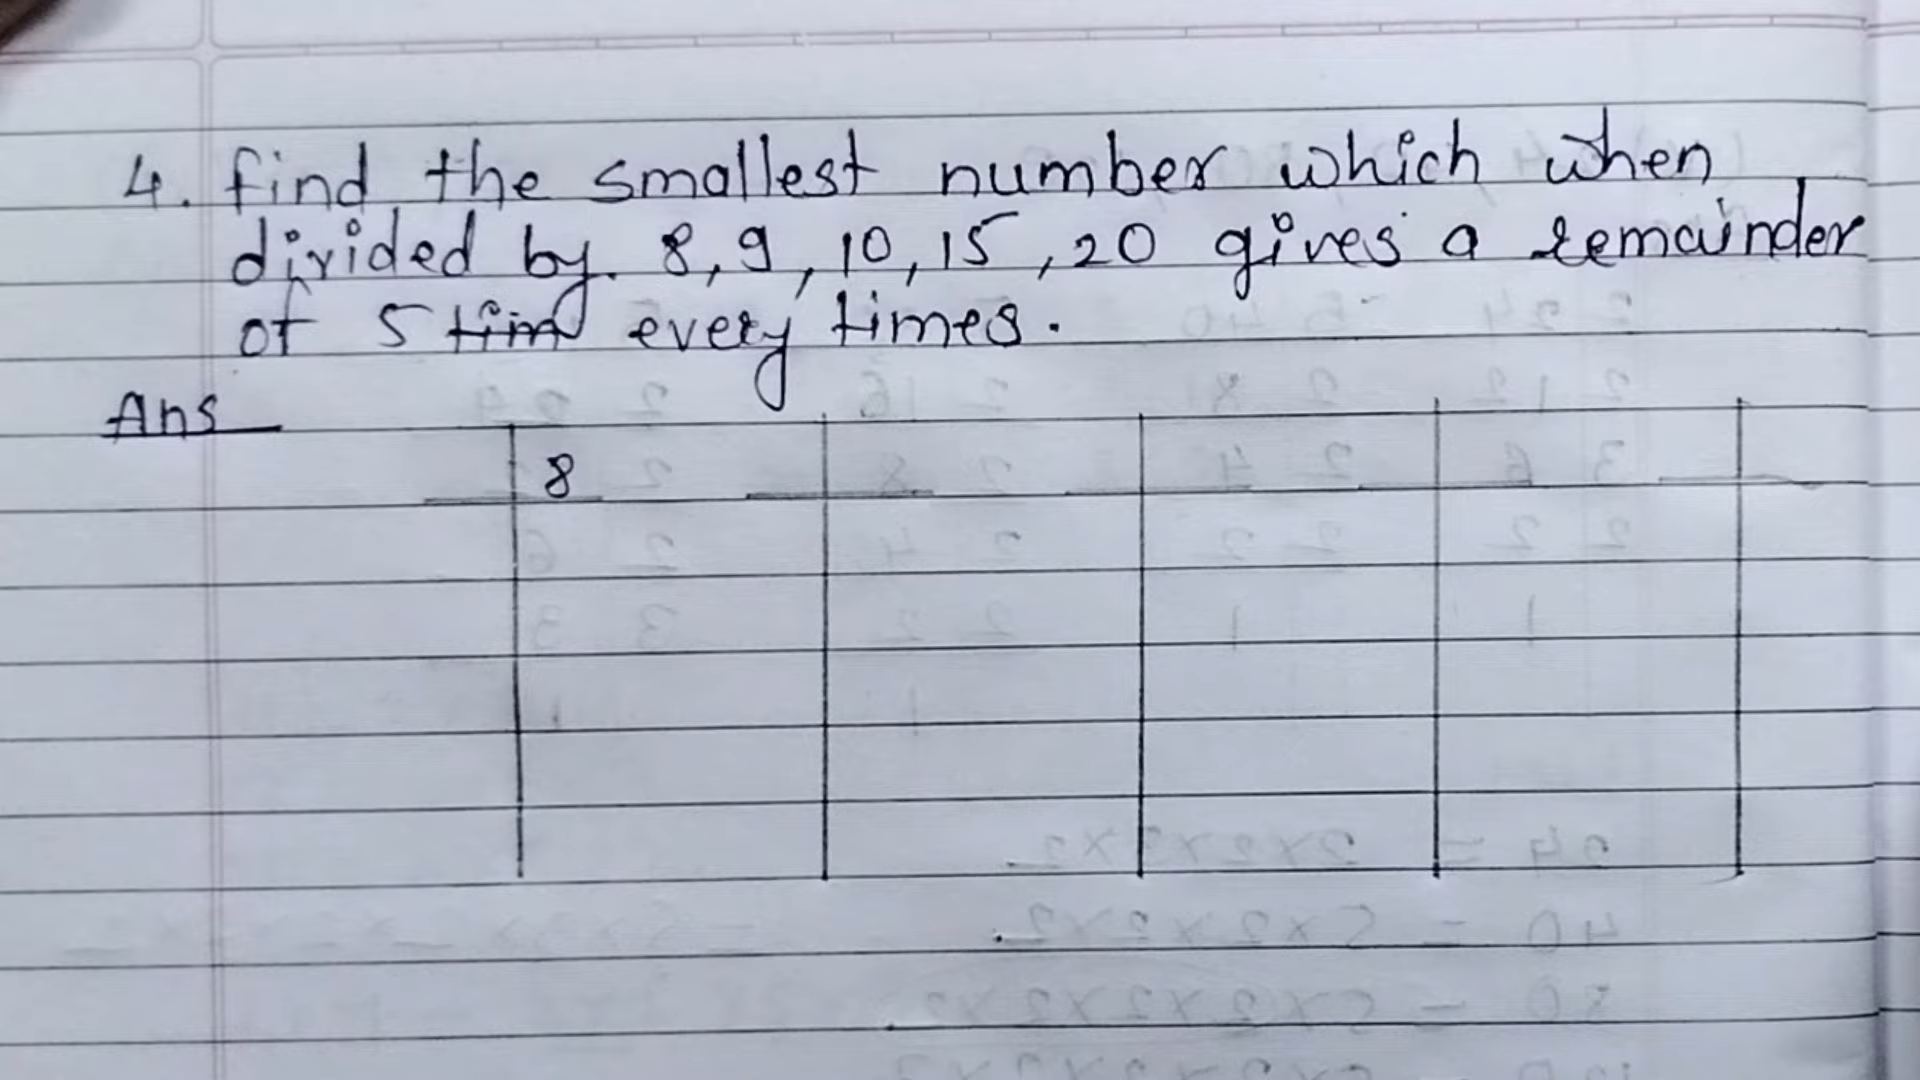 4. find the smallest number which when
divided by. 8, 9, 10, 15, 20 gives a remainder
of 5 tim every times.
Ans
8